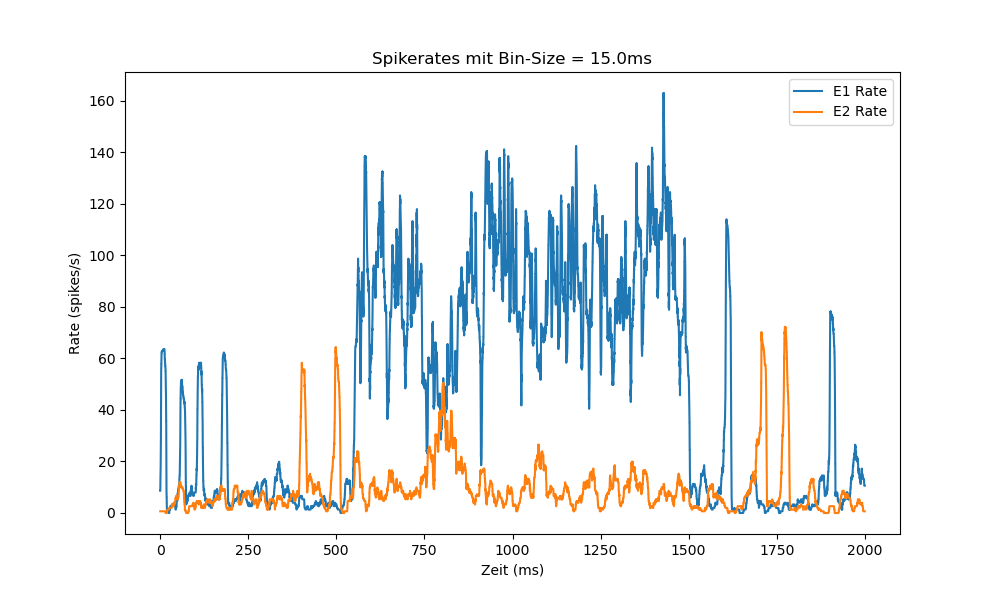 Spikerates mit Bin-Size = 15.0ms
E1 Rate
E2 Rate
160
140
120
100
80
60
40
20
0
Rate (spikes/s)
0 250 500 750 1000 1250 1500 1750 2000
Zeit (ms)